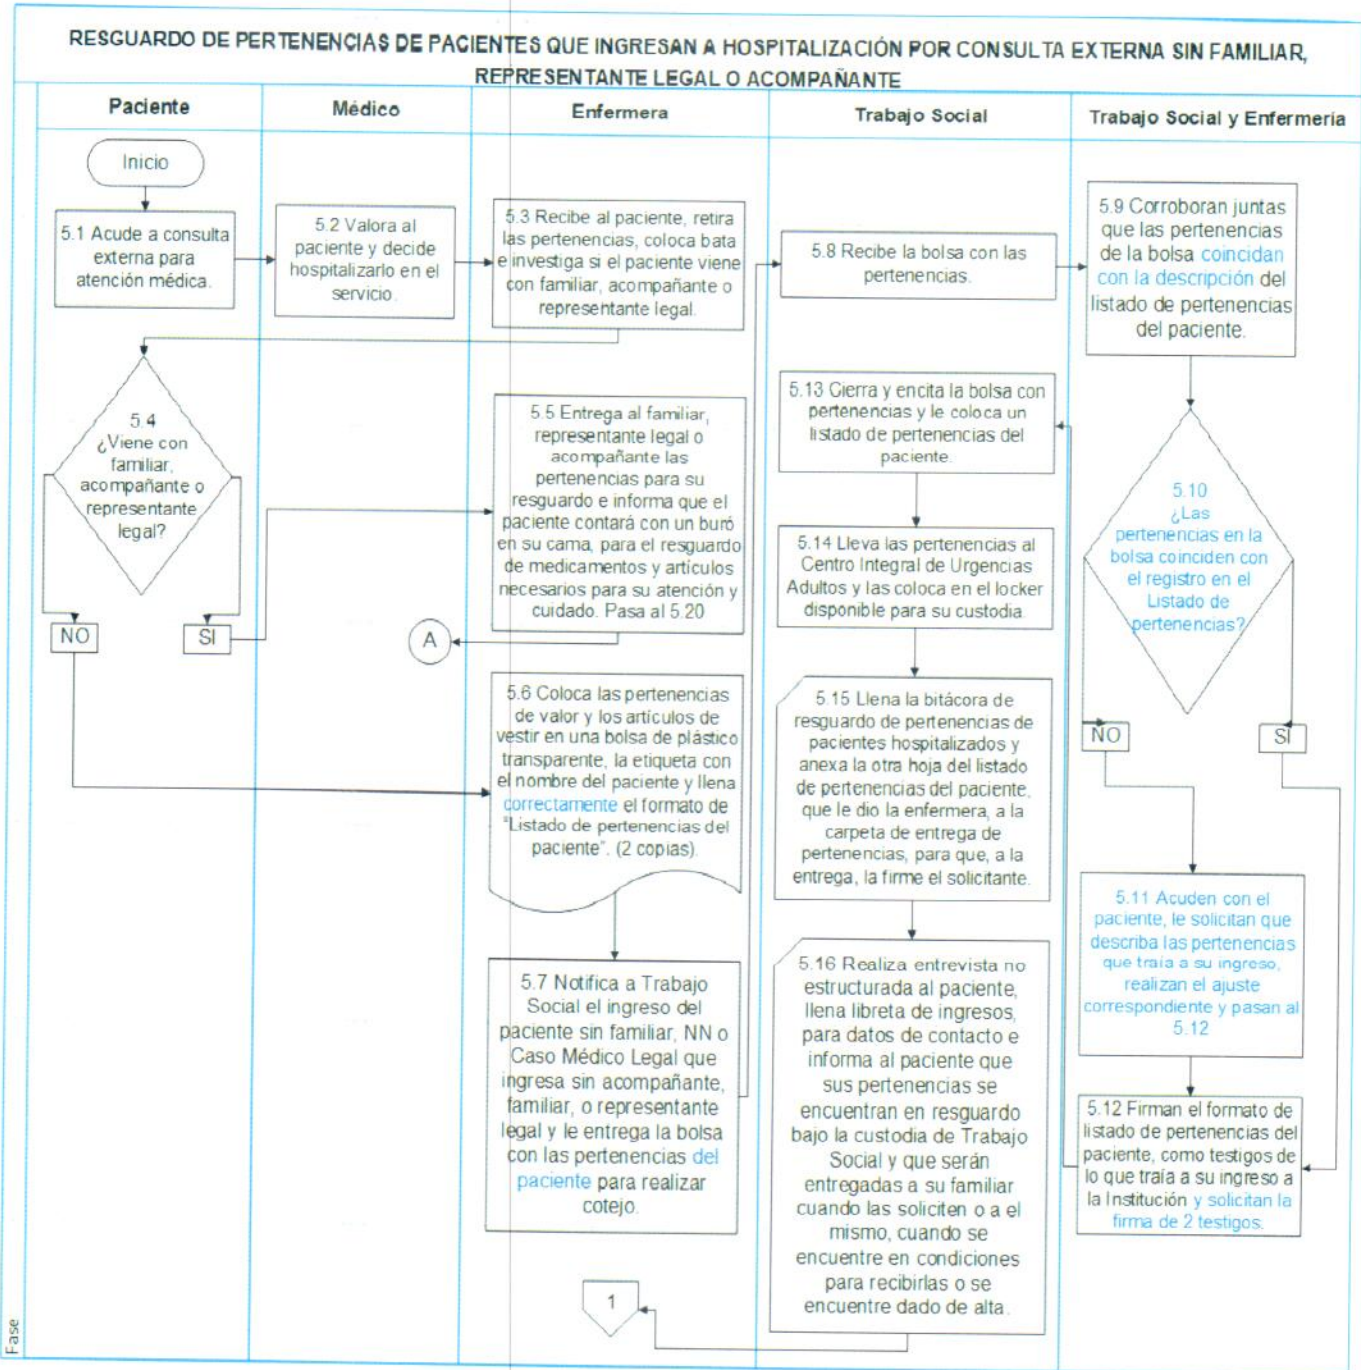 RESGUARDO DE PERTENENCIAS DE PACIENTES QUE INGRESAN A HOSPITALIZACIÓN POR CONSULTA EXTERNA SIN FAMILIAR,
REPRESENTANTE LEGAL O ACOMPAÑANTE
Paciente
Médico
Enfermera
Trabajo Social
Trabajo Social y Enfermería
Inicio
5.1 Acude a consulta
externa para
atención médica.
5.2 Valora al
paciente y decide
hospitalizarlo en el
servicio.
5.3 Recibe al paciente, retira
las pertenencias, coloca bata
e investiga si el paciente viene
con familiar, acompañante o
representante legal.
5.4
¿Viene con
familiar,
acompañante o
representante
legal?
NO
SI
5.5 Entrega al familiar,
representante legal o
acompañante las
pertenencias para su
resguardo e informa que el
paciente contará con un buró
en su cama, para el resguardo
de medicamentos y artículos
necesarios para su atención y
cuidado. Pasa al 5.20
A
5.6 Coloca las pertenencias
de valor y los artículos de
vestir en una bolsa de plástico
transparente, la etiqueta con
el nombre del paciente y llena
correctamente el formato de
"Listado de pertenencias del
paciente". (2 copias).
5.7 Notifica a Trabajo
Social el ingreso del
paciente sin familiar, NN o
Caso Médico Legal que
ingresa sin acompañante,
familiar, o representante
legal y le entrega la bolsa
con las pertenencias del
paciente para realizar
cotejo.
5.8 Recibe la bolsa con las
pertenencias.
5.9 Corroboran juntas
que las pertenencias
de la bolsa coincidan
con la descripción del
listado de pertenencias
del paciente.
5.10
¿Las
pertenencias en la
bolsa coinciden con
el registro en el
Listado de
pertenencias?
NO
SI
5.11 Acuden con el
paciente, le solicitan que
describa las pertenencias
que traía a su ingreso,
realizan el ajuste
correspondiente y pasan al
5.12
5.12 Firman el formato de
listado de pertenencias del
paciente, como testigos de
lo que traía a su ingreso a
la Institución y solicitan la
firma de 2 testigos.
5.13 Cierra y encita la bolsa con
pertenencias y le coloca un
listado de pertenencias del
paciente.
5.14 Lleva las pertenencias al
Centro Integral de Urgencias
Adultos y las coloca en el locker
disponible para su custodia.
5.15 Llena la bitácora de
resguardo de pertenencias de
pacientes hospitalizados y
anexa la otra hoja del listado
de pertenencias del paciente,
que le dio la enfermera, a la
carpeta de entrega de
pertenencias, para que, a la
entrega, la firme el solicitante.
5.16 Realiza entrevista no
estructurada al paciente,
llena libreta de ingresos,
para datos de contacto e
informa al paciente que
sus pertenencias se
encuentran en resguardo
bajo la custodia de Trabajo
Social y que serán
entregadas a su familiar
cuando las soliciten o a el
mismo, cuando se
encuentre en condiciones
para recibirlas o se
encuentre dado de alta.
1
Fase